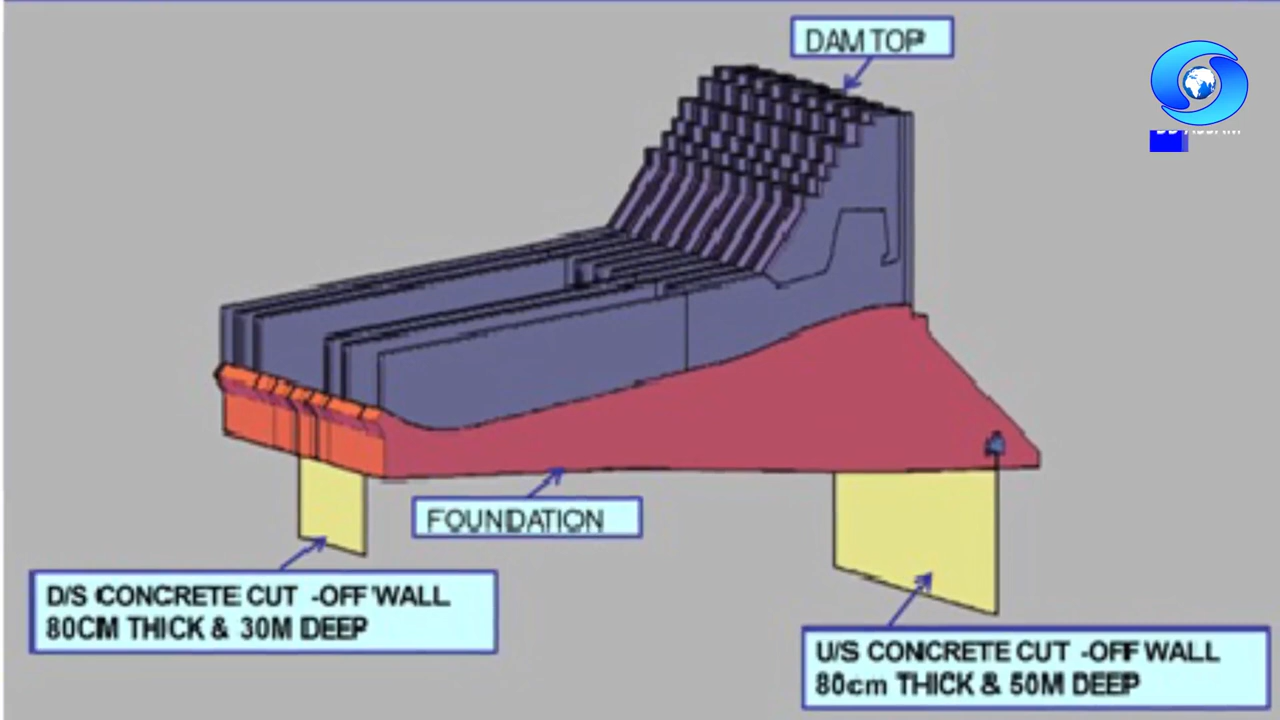 DAM TOP
FOUNDATION
D/S CONCRETE CUT -OFF WALL
80CM THICK & 30M DEEP
U/S CONCRETE CUT -OFF WALL
80cm THICK & 50M DEEP